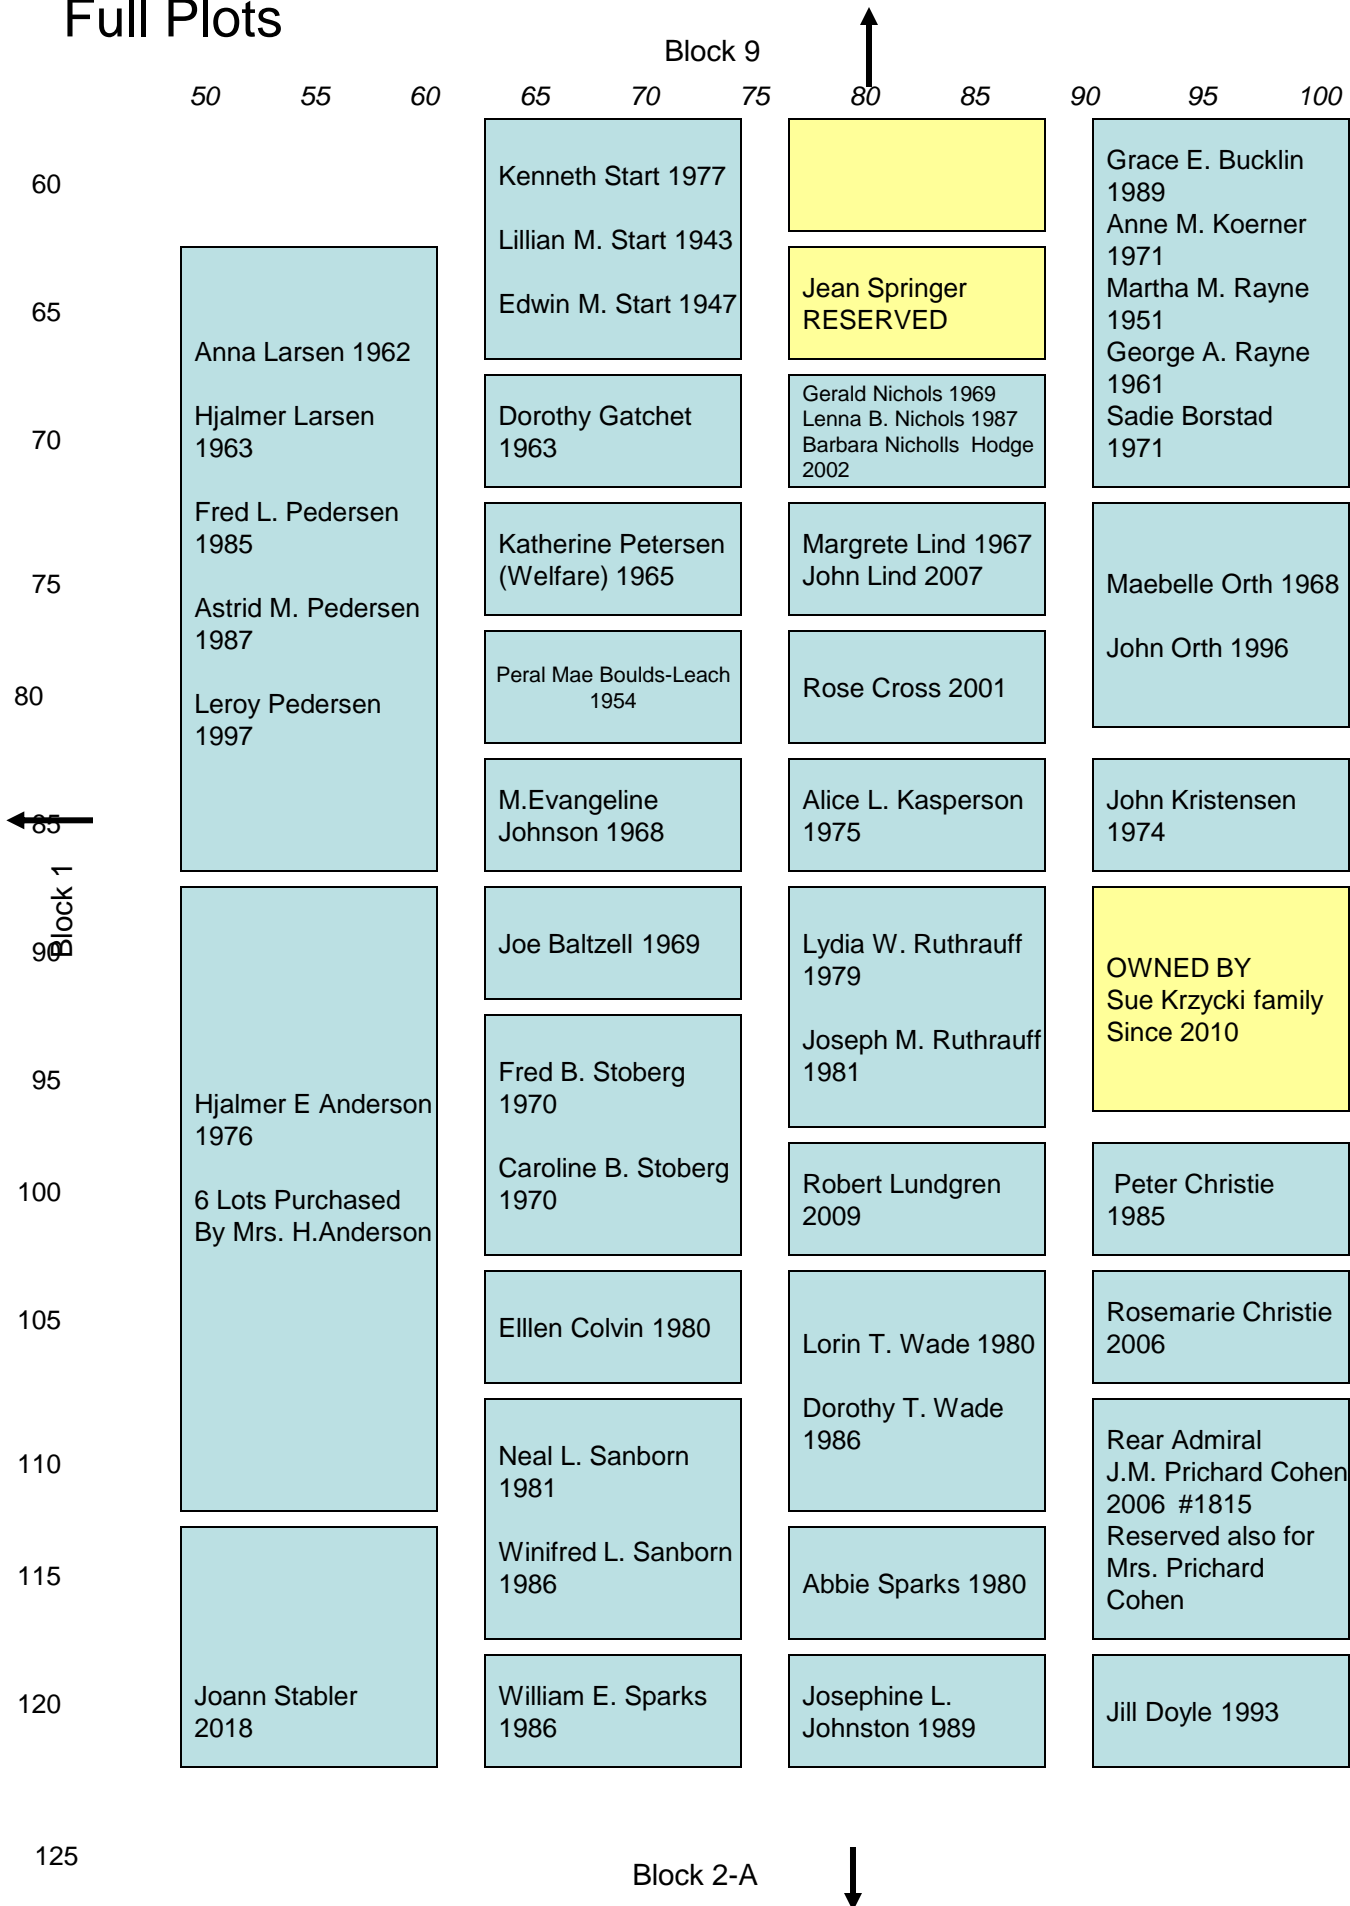 Full Plots
Block 9
50 55 60 65 70 75 80 85 90 95 100
60
65
70
75
80
85
90
95
100
105
110
115
120
125
Block 1
Anna Larsen 1962
Hjalmer Larsen
1963
Fred L. Pedersen
1985
Astrid M. Pedersen
1987
Leroy Pedersen
1997
Hjalmer E Anderson
1976
6 Lots Purchased
By Mrs. H.Anderson
Joann Stabler
2018
Kenneth Start 1977
Lillian M. Start 1943
Edwin M. Start 1947
Dorothy Gatchet
1963
Katherine Petersen
(Welfare) 1965
Peral Mae Boulds-Leach
1954
M.Evangeline
Johnson 1968
Joe Baltzell 1969
Fred B. Stoberg
1970
Caroline B. Stoberg
1970
Elllen Colvin 1980
Neal L. Sanborn
1981
Winifred L. Sanborn
1986
William E. Sparks
1986
Jean Springer
RESERVED
Gerald Nichols 1969
Lenna B. Nichols 1987
Barbara Nicholls Hodge
2002
Margrete Lind 1967
John Lind 2007
Rose Cross 2001
Alice L. Kasperson
1975
Lydia W. Ruthrauff
1979
Joseph M. Ruthrauff
1981
Robert Lundgren
2009
Lorin T. Wade 1980
Dorothy T. Wade
1986
Abbie Sparks 1980
Josephine L.
Johnston 1989
Grace E. Bucklin
1989
Anne M. Koerner
1971
Martha M. Rayne
1951
George A. Rayne
1961
Sadie Borstad
1971
Maebelle Orth 1968
John Orth 1996
John Kristensen
1974
OWNED BY
Sue Krzycki family
Since 2010
Peter Christie
1985
Rosemarie Christie
2006
Rear Admiral
J.M. Prichard Cohen
2006 #1815
Reserved also for
Mrs. Prichard
Cohen
Jill Doyle 1993
Block 2-A